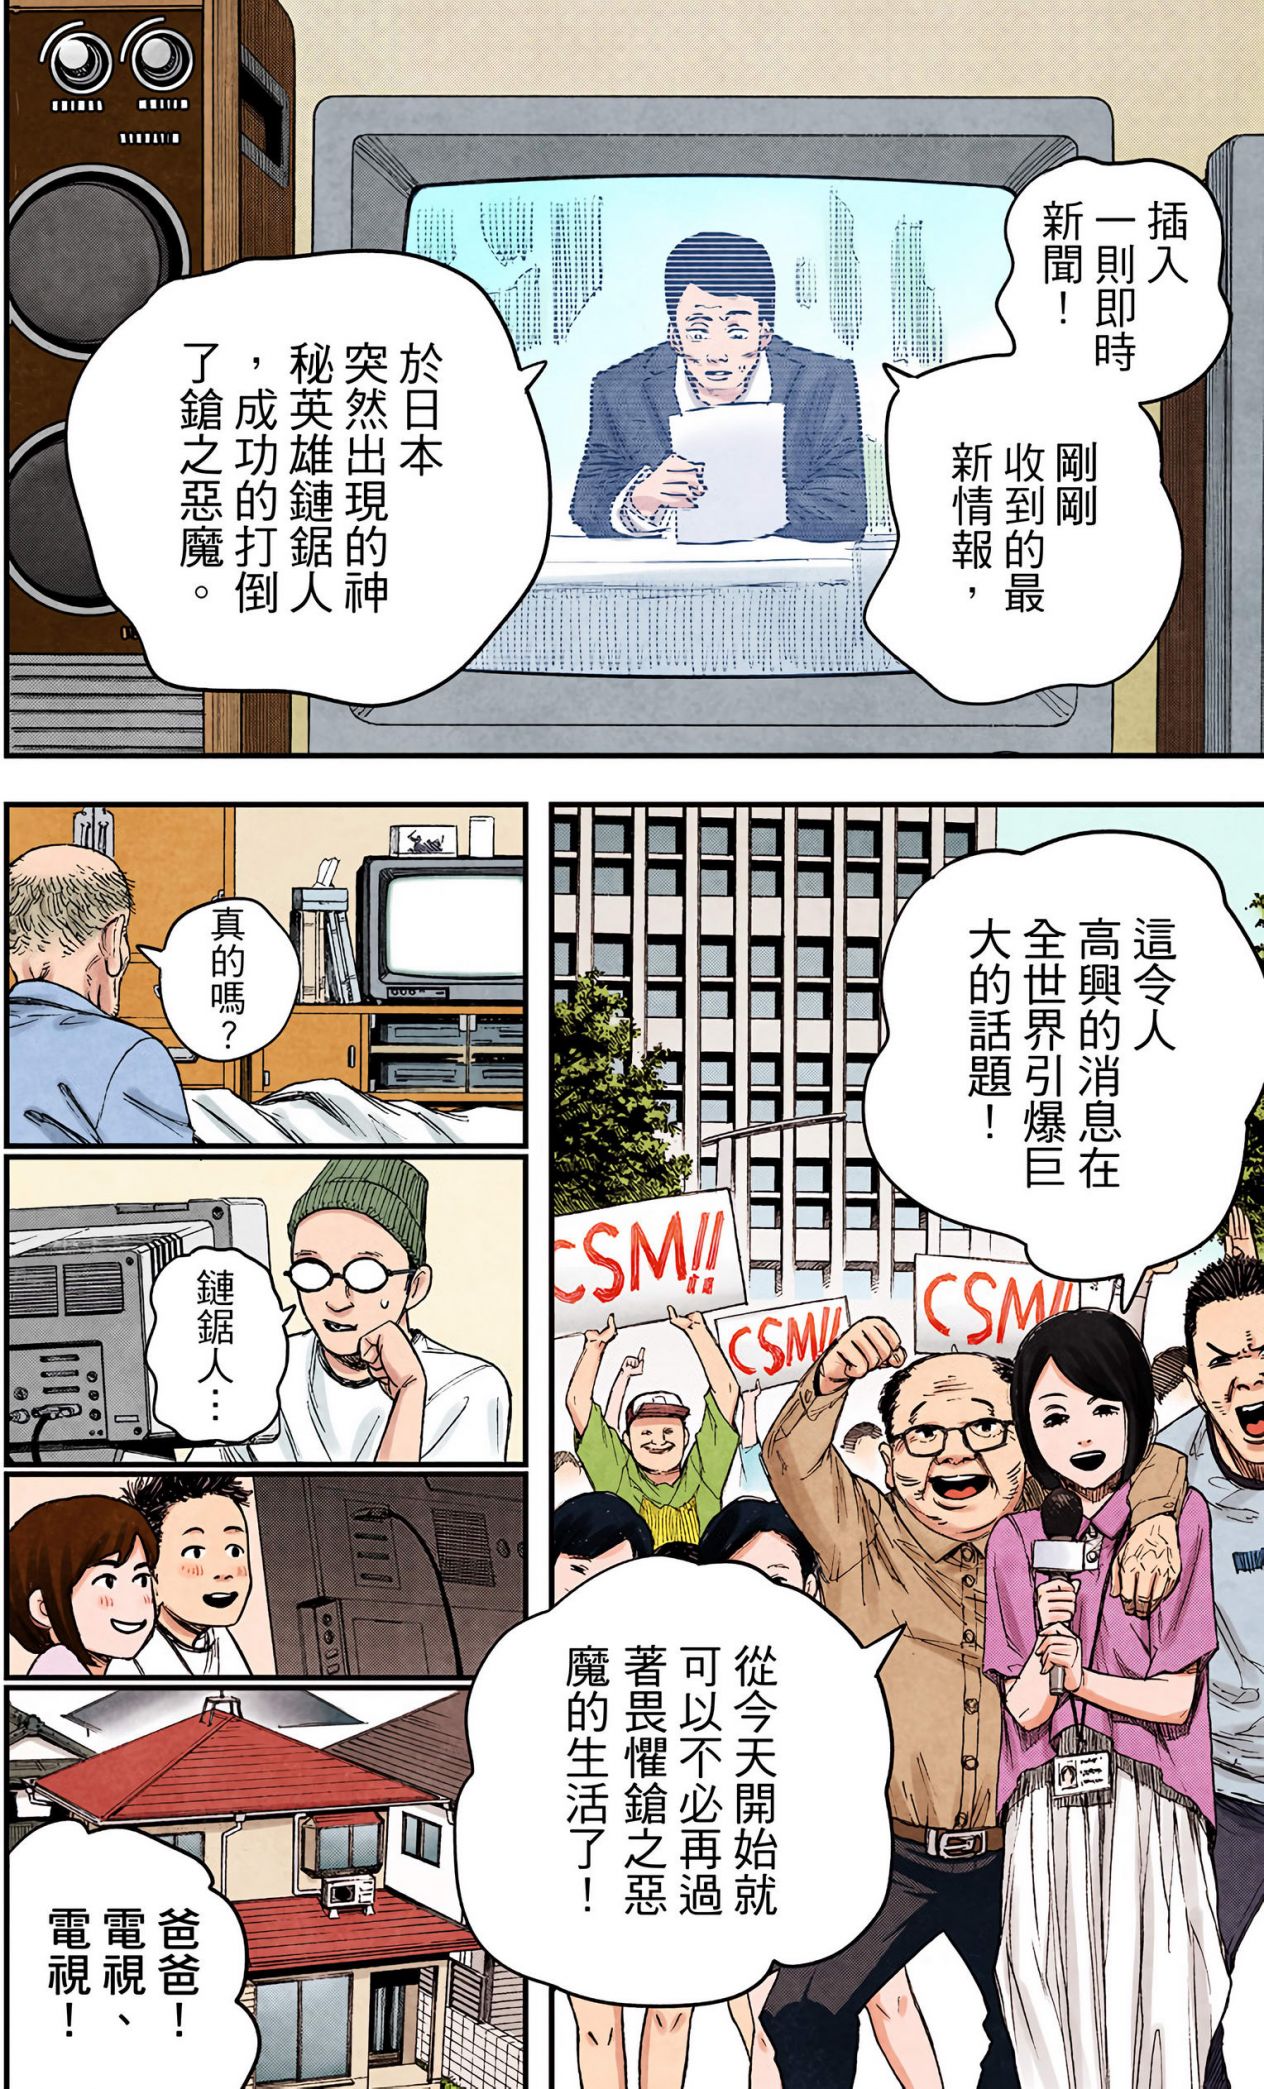 插入
一則即時
新聞！
剛剛
收到的最
新情報，
於日本
突然出現的神
秘英雄鏈鋸人
，成功的打倒
了鎗之惡魔。
這令人
高興的消息在
全世界引爆巨
大的話題！
CSM!!
CSM!!
CSM!!
從今天開始就
可以不必再過
著畏懼鎗之惡
魔的生活了！
真的嗎？
鏈鋸人…
爸爸！
電視、
電視！